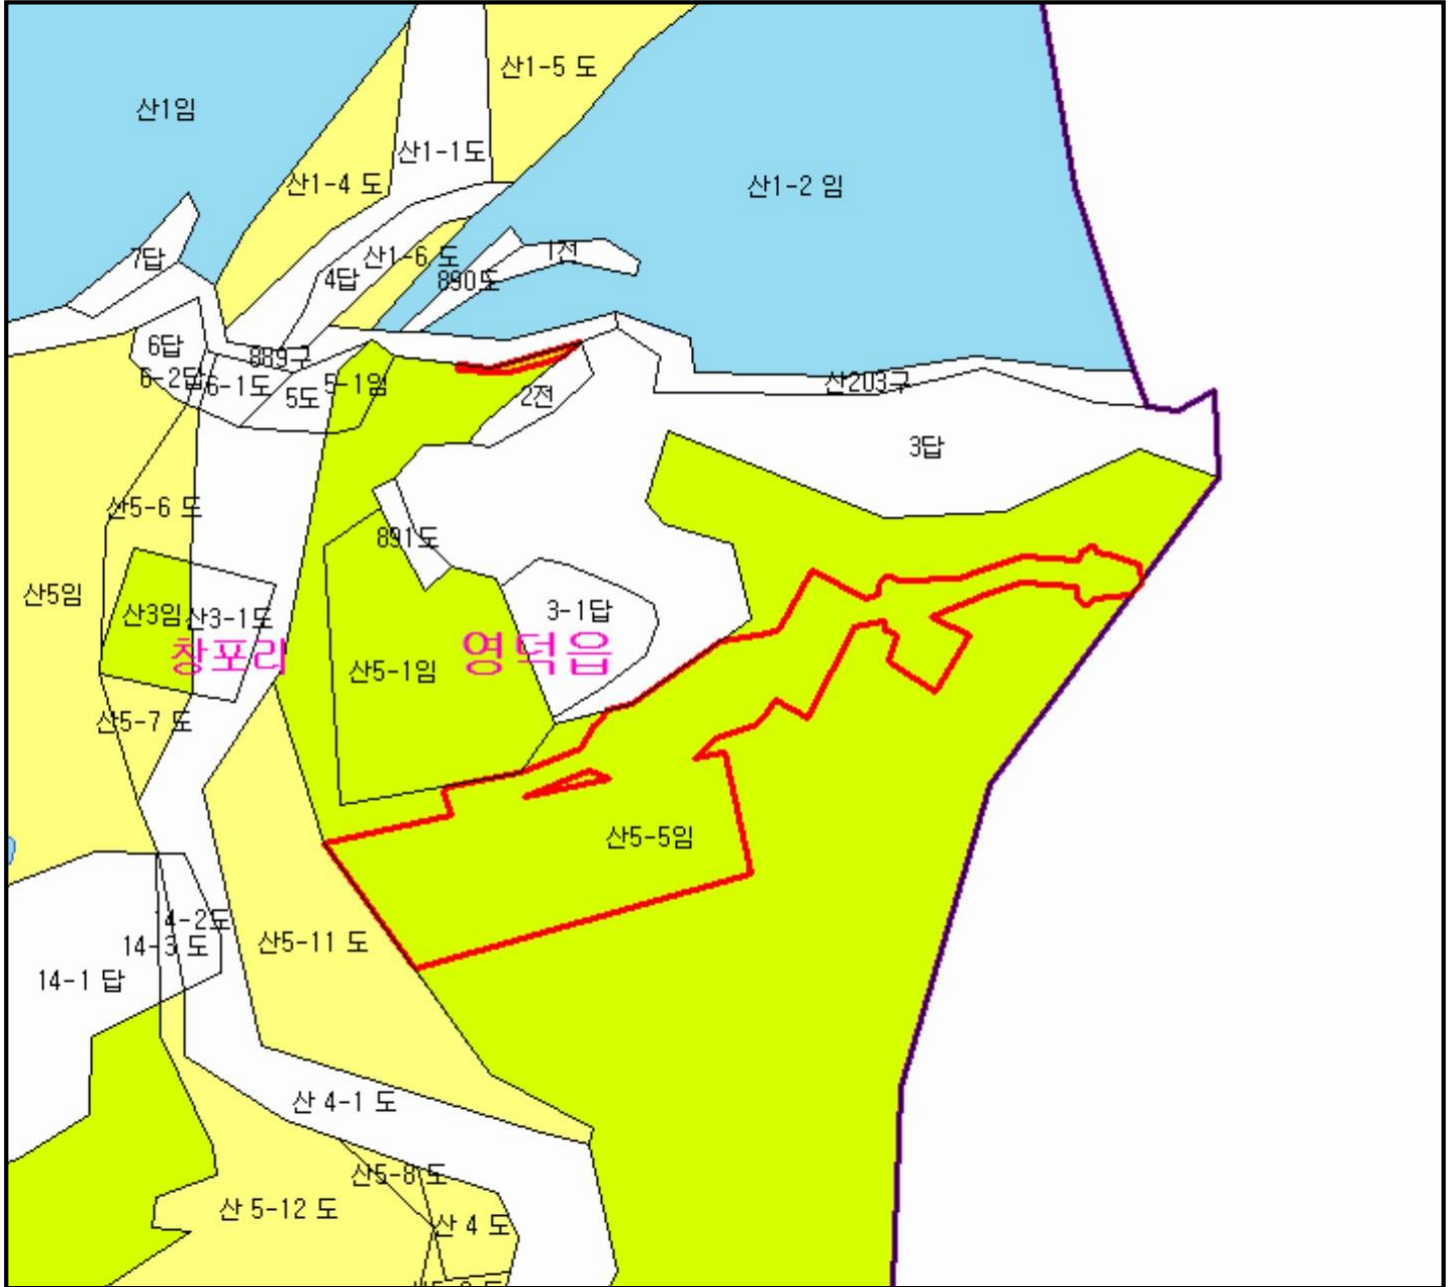 산1-5 도
산1임
산1-1도
산1-4 도
산1-2 임
7답
산1-6 도
1전
4답
890도
6답
889구
6-2답
6-1도
5-1임
산203구
5도
2전
3답
산5-6 도
891도
산5임
산3임
산3-1도
3-1답
창포리
영덕읍
산5-1임
산5-7 도
산5-5임
14-2도
14-3 도
산5-11 도
14-1 답
산 4-1 도
산5-8 도
산 5-12 도
산 4 도